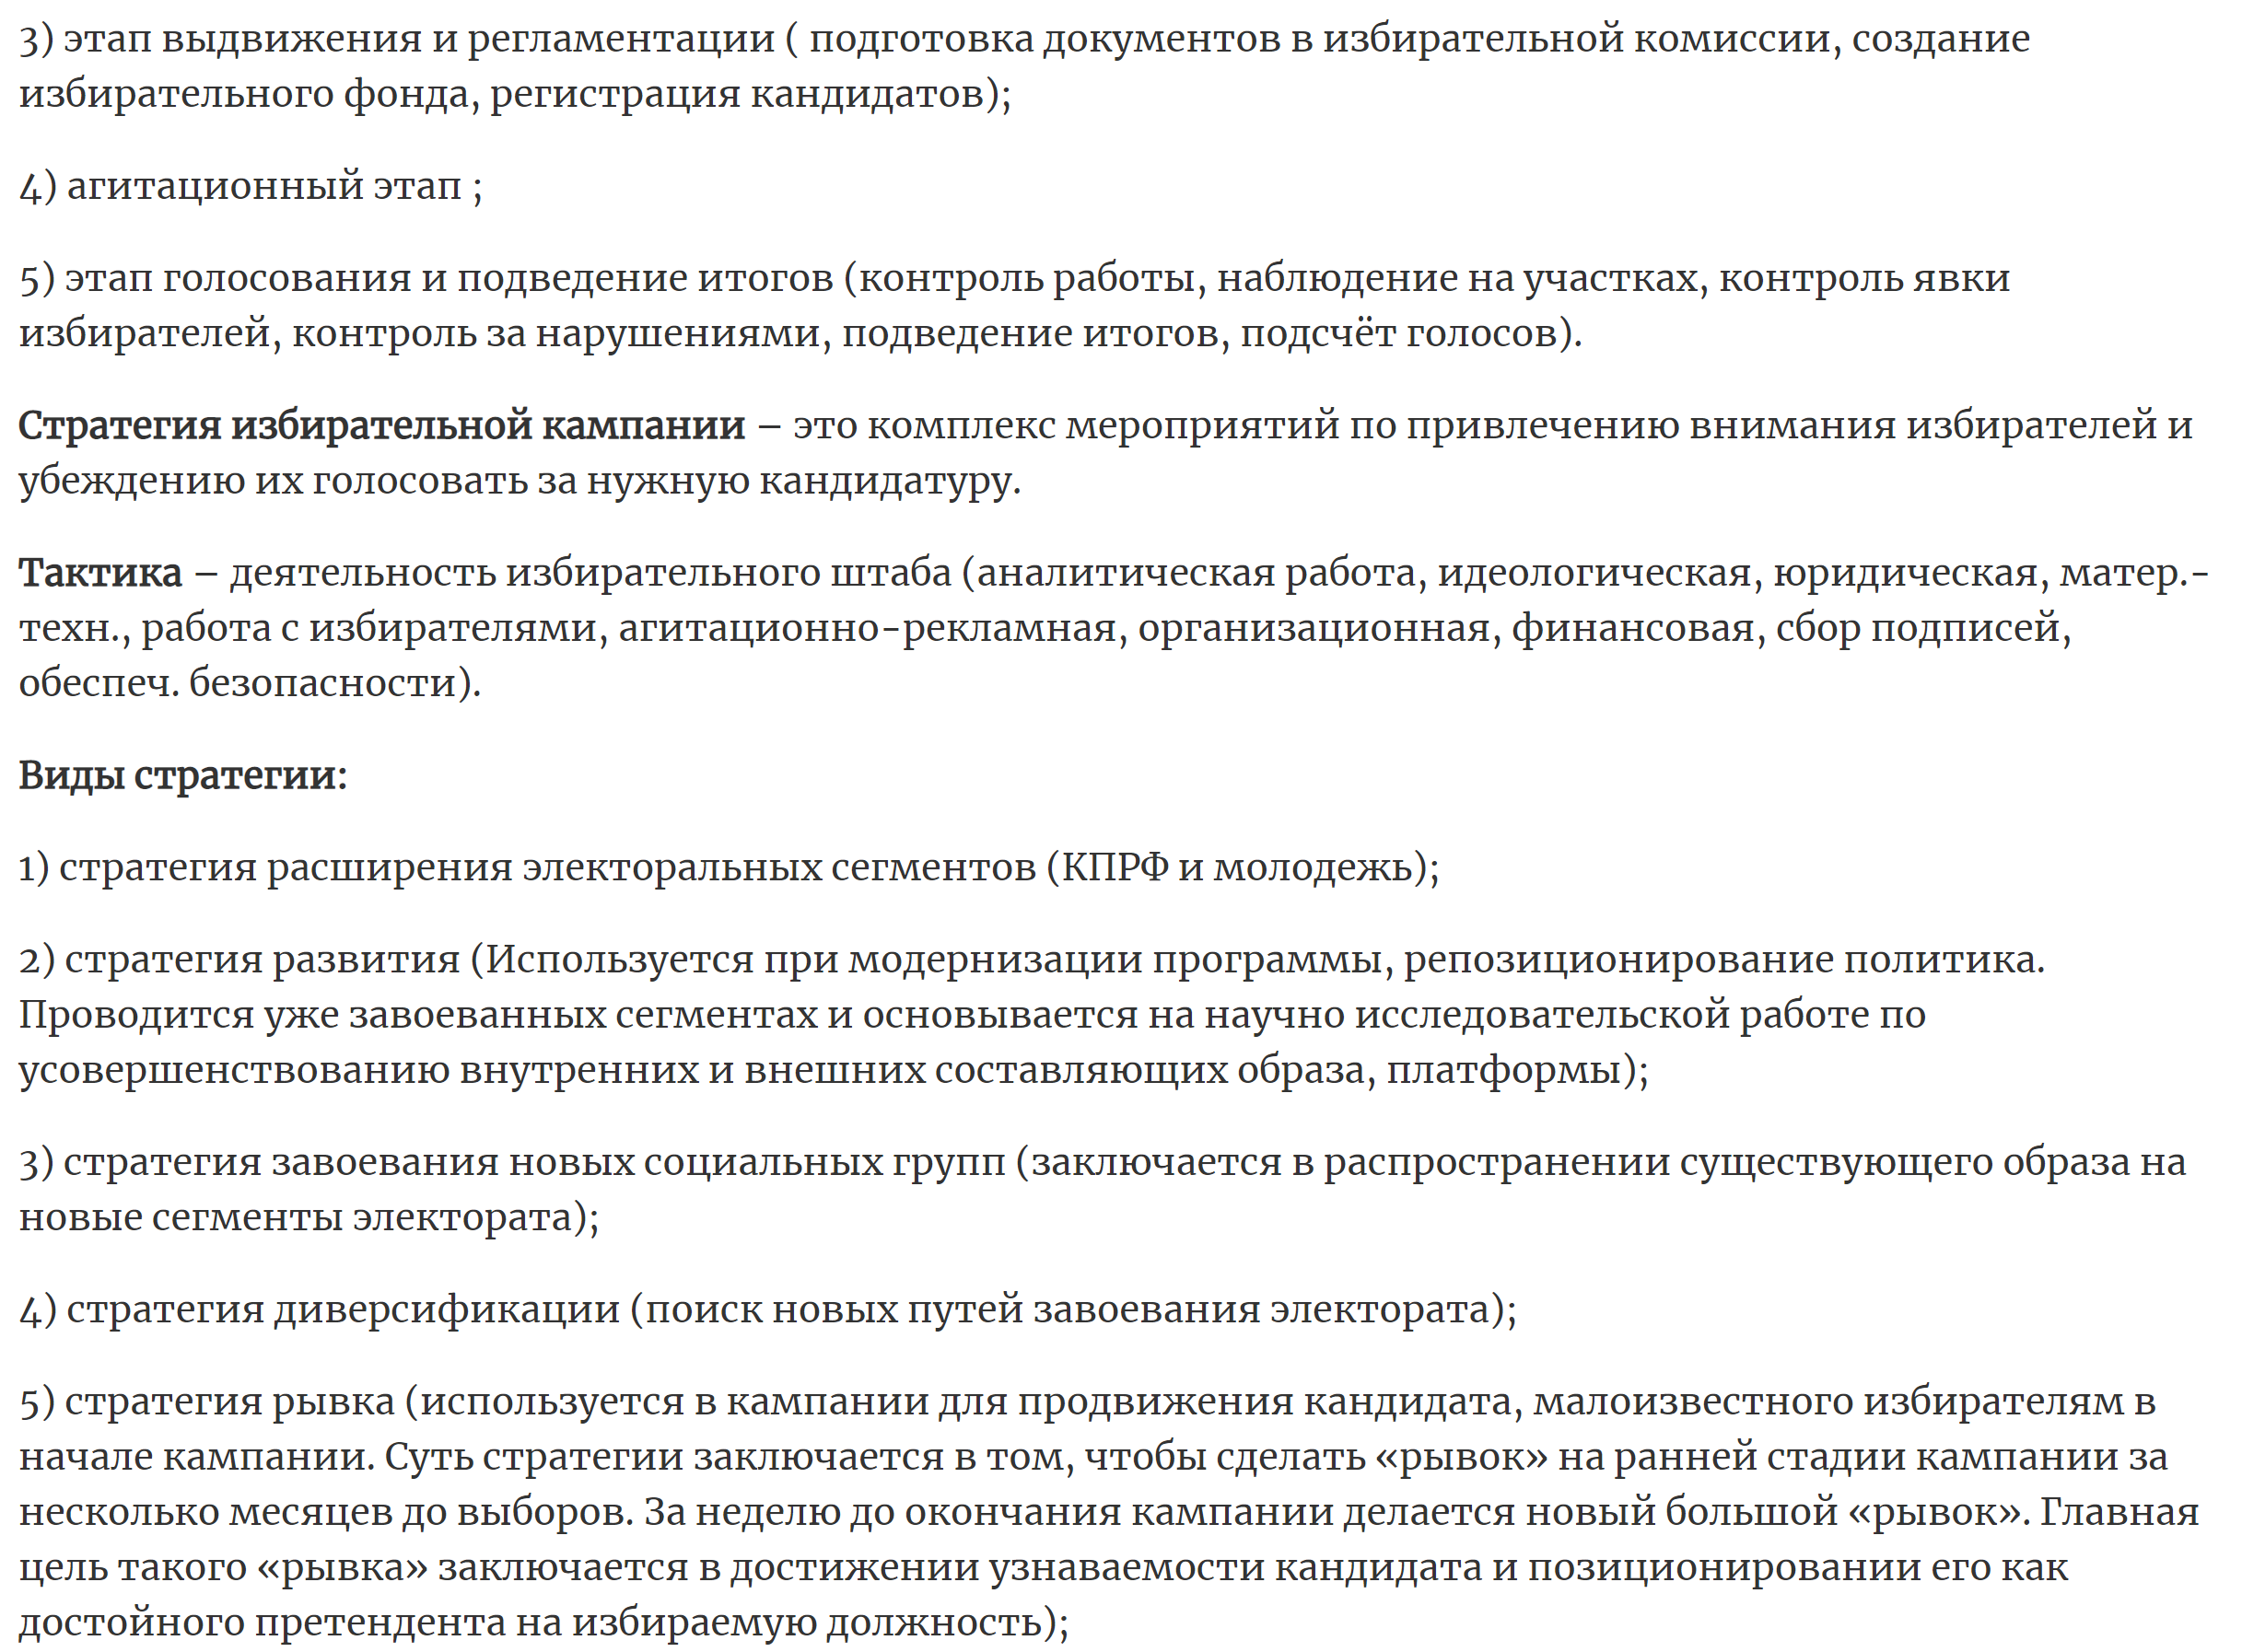 3) этап выдвижения и регламентации ( подготовка документов в избирательной комиссии, создание
избирательного фонда, регистрация кандидатов);
4) агитационный этап ;
5) этап голосования и подведение итогов (контроль работы, наблюдение на участках, контроль явки
избирателей, контроль за нарушениями, подведение итогов, подсчёт голосов).
Стратегия избирательной кампании – это комплекс мероприятий по привлечению внимания избирателей и
убеждению их голосовать за нужную кандидатуру.
Тактика – деятельность избирательного штаба (аналитическая работа, идеологическая, юридическая, матер.-
техн., работа с избирателями, агитационно-рекламная, организационная, финансовая, сбор подписей,
обеспеч. безопасности).
Виды стратегии:
1) стратегия расширения электоральных сегментов (КПРФ и молодежь);
2) стратегия развития (Используется при модернизации программы, репозиционирование политика.
Проводится уже завоеванных сегментах и основывается на научно исследовательской работе по
усовершенствованию внутренних и внешних составляющих образа, платформы);
3) стратегия завоевания новых социальных групп (заключается в распространении существующего образа на
новые сегменты электората);
4) стратегия диверсификации (поиск новых путей завоевания электората);
5) стратегия рывка (используется в кампании для продвижения кандидата, малоизвестного избирателям в
начале кампании. Суть стратегии заключается в том, чтобы сделать «рывок» на ранней стадии кампании за
несколько месяцев до выборов. За неделю до окончания кампании делается новый большой «рывок». Главная
цель такого «рывка» заключается в достижении узнаваемости кандидата и позиционировании его как
достойного претендента на избираемую должность);